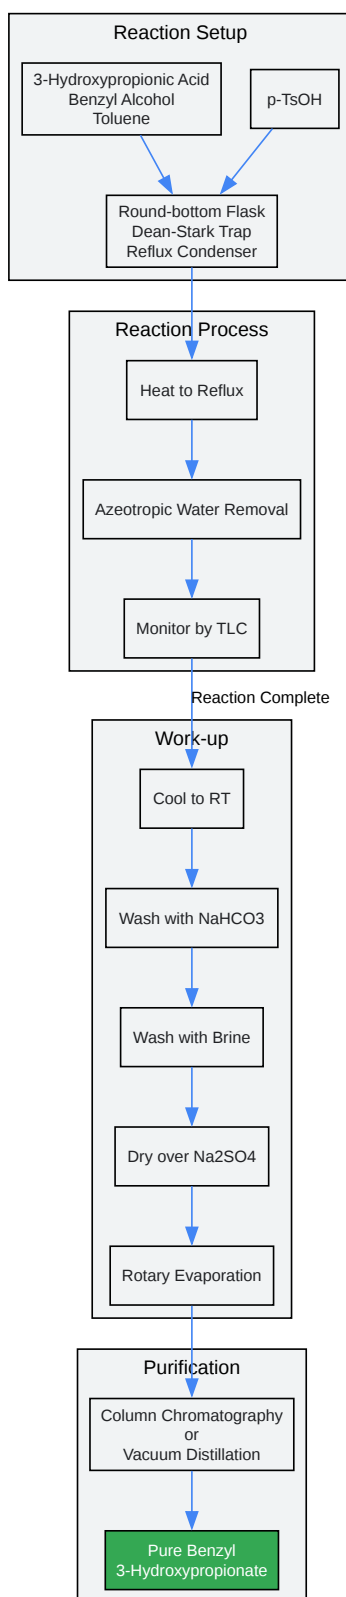 Reaction Setup
3-Hydroxypropionic Acid
Benzyl Alcohol
Toluene
p-TsOH
Round-bottom Flask
Dean-Stark Trap
Reflux Condenser
Reaction Process
Heat to Reflux
Azeotropic Water Removal
Monitor by TLC
Reaction Complete
Work-up
Cool to RT
Wash with NaHCO3
Wash with Brine
Dry over Na2SO4
Rotary Evaporation
Purification
Column Chromatography
or
Vacuum Distillation
Pure Benzyl
3-Hydroxypropionate